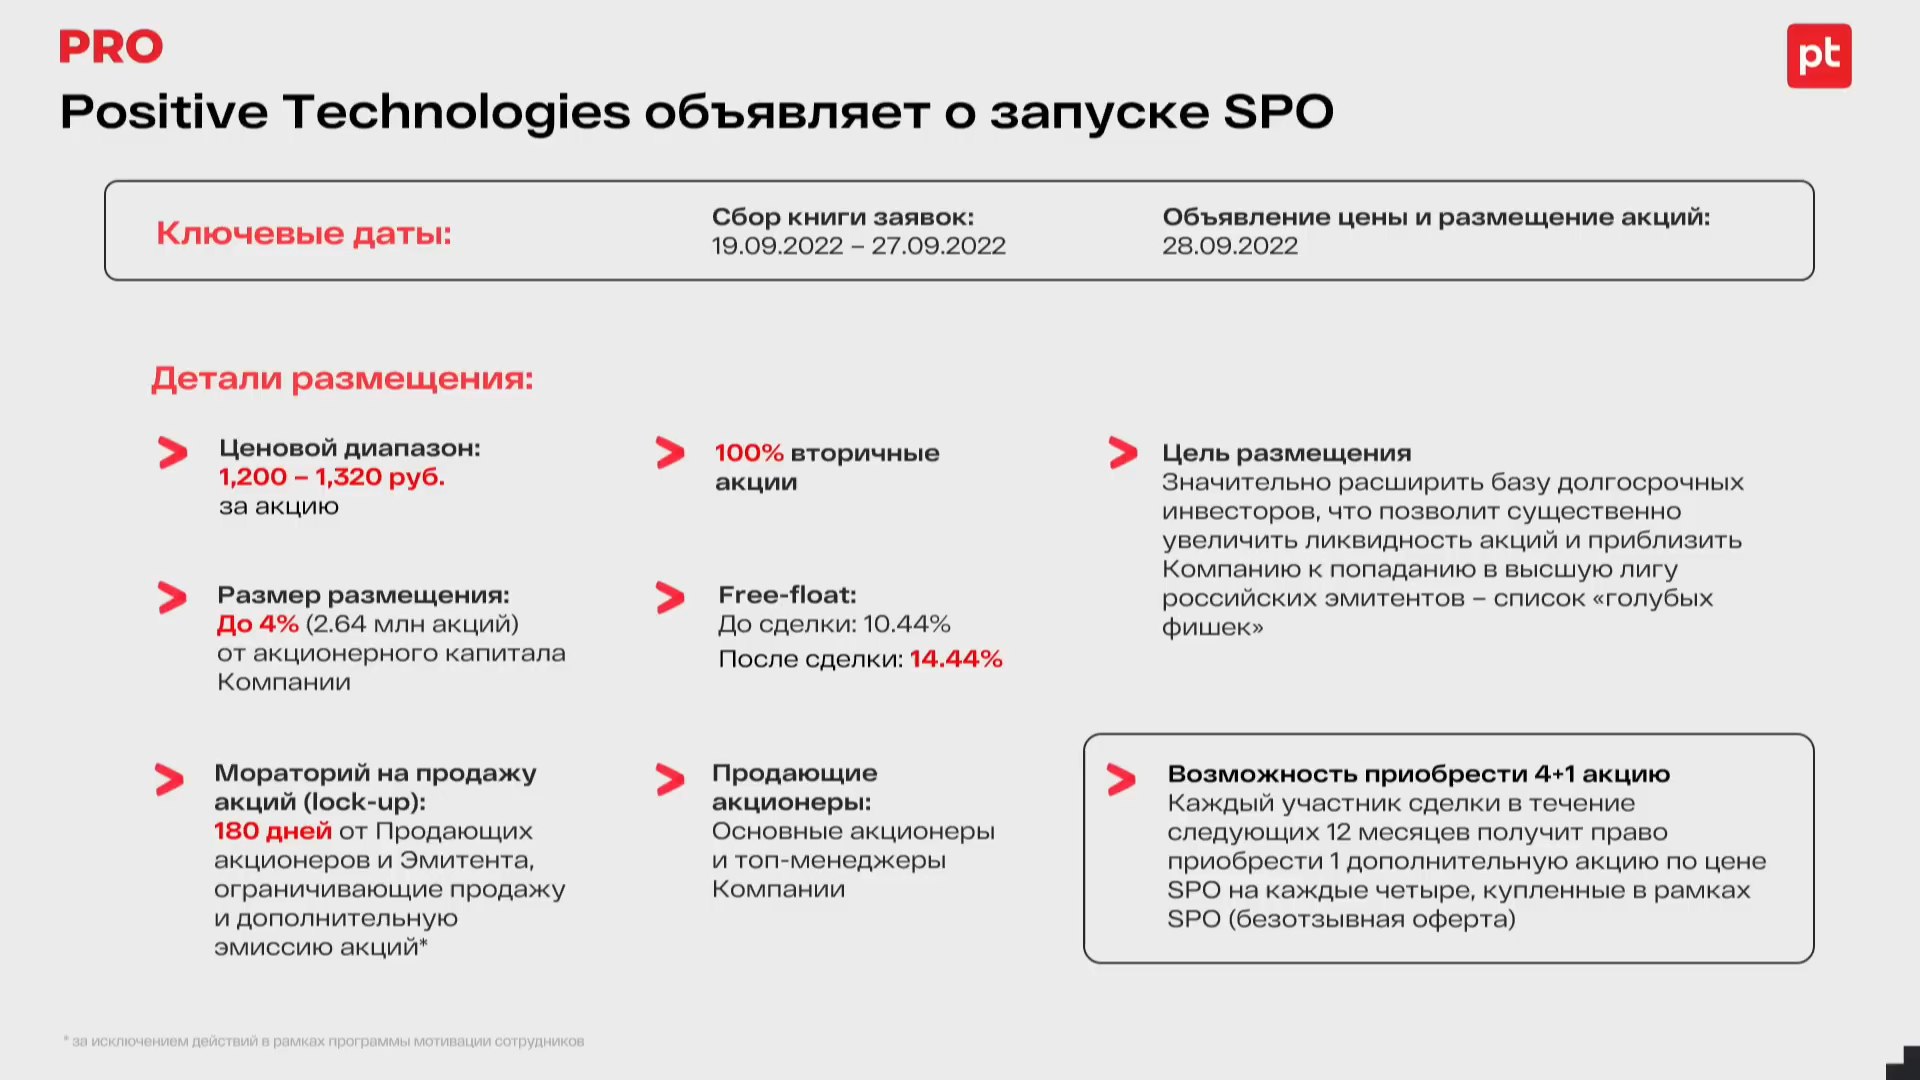 PRO
pt
Positive Technologies объявляет о запуске SPO
Ключевые даты:
Сбор книги заявок:
19.09.2022 – 27.09.2022
Объявление цены и размещение акций:
28.09.2022
Детали размещения:
Ценовой диапазон:
1,200 – 1,320 руб.
за акцию
100% вторичные
акции
Цель размещения
Значительно расширить базу долгосрочных
инвесторов, что позволит существенно
увеличить ликвидность акций и приблизить
Компанию к попаданию в высшую лигу
российских эмитентов – список «голубых
фишек»
Размер размещения:
До 4% (2.64 млн акций)
от акционерного капитала
Компании
Free-float:
До сделки: 10.44%
После сделки: 14.44%
Мораторий на продажу
акций (lock-up):
180 дней от Продающих
акционеров и Эмитента,
ограничивающие продажу
и дополнительную
эмиссию акций*
Продающие
акционеры:
Основные акционеры
и топ-менеджеры
Компании
Возможность приобрести 4+1 акцию
Каждый участник сделки в течение
следующих 12 месяцев получит право
приобрести 1 дополнительную акцию по цене
SPO на каждые четыре, купленные в рамках
SPO (безотзывная оферта)
* за исключением действий в рамках программы мотивации сотрудников